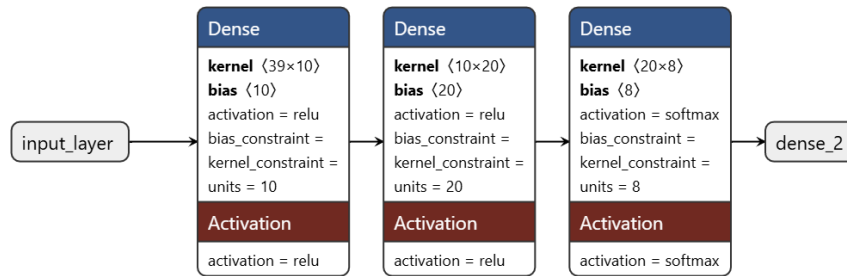 input_layer
Dense
kernel 〈39×10〉
bias 〈10〉
activation = relu
bias_constraint =
kernel_constraint =
units = 10
Activation
activation = relu
Dense
kernel 〈10×20〉
bias 〈20〉
activation = relu
bias_constraint =
kernel_constraint =
units = 20
Activation
activation = relu
Dense
kernel 〈20×8〉
bias 〈8〉
activation = softmax
bias_constraint =
kernel_constraint =
units = 8
Activation
activation = softmax
dense_2